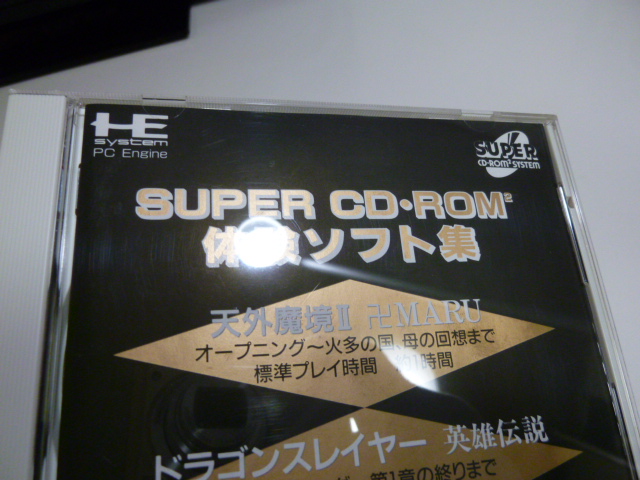 HE
system
PC Engine
SUPER
CD-ROM² SYSTEM
SUPER CD・ROM²
体験ソフト集
天外魔境II 卍MARU
オープニング〜火多の国、母の回想まで
標準プレイ時間 1時間
ドラゴンスレイヤー 英雄伝説
第1章の終りまで